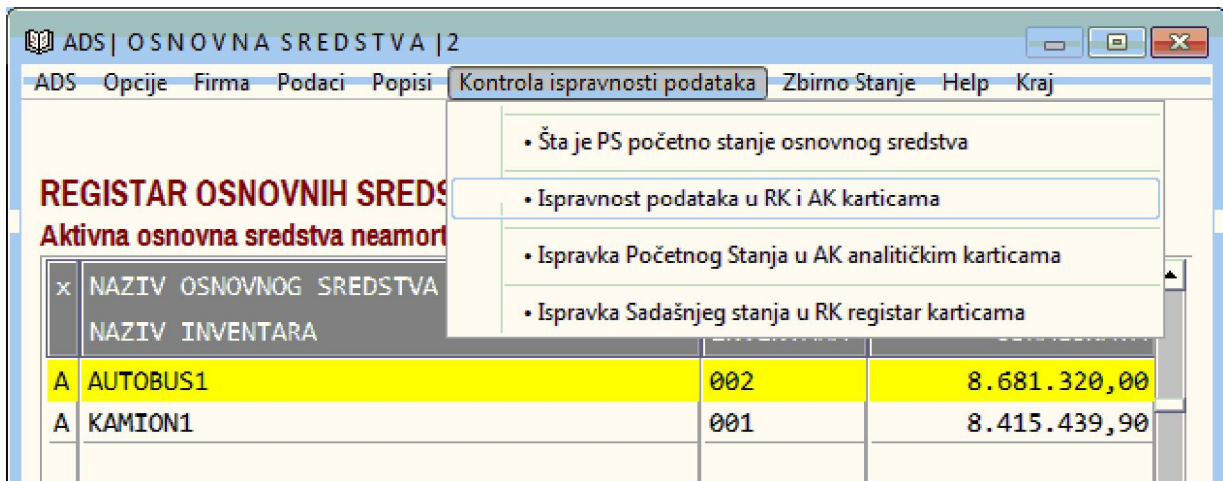 ADS| O S N O V N A S R E D S T V A |2
ADS Opcije Firma Podaci Popisi Kontrola ispravnosti podataka Zbirno Stanje Help Kraj
• Šta je PS početno stanje osnovnog sredstva
• Ispravnost podataka u RK i AK karticama
• Ispravka Početnog Stanja u AK analitičkim karticama
• Ispravka Sadašnjeg stanja u RK registar karticama
REGISTAR OSNOVNIH SREDS
Aktivna osnovna sredstva neamort
x NAZIV OSNOVNOG SREDSTVA
NAZIV INVENTARA
A AUTOBUS1 002 8.681.320,00
A KAMION1 001 8.415.439,90